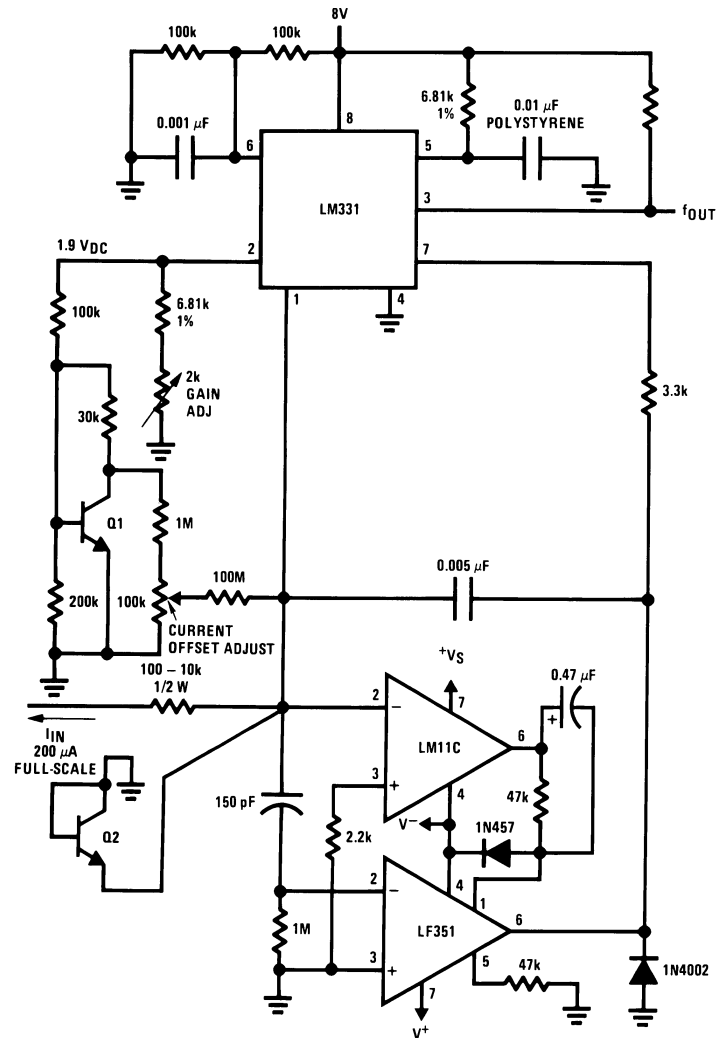 8V
100k
100k
6.81k
1%
0.01 μF
POLYSTYRENE
0.001 μF
8
6
5
LM331
3
fOUT
1.9 VDC
2
7
1
4
100k
6.81k
1%
2k
GAIN
ADJ
3.3k
30k
Q1
1M
200k
100k
100M
0.005 μF
CURRENT
OFFSET ADJUST
+VS
100 – 10k
1/2 W
0.47 μF
2
−
7
+
IIN
200 μA
FULL-SCALE
LM11C
6
3
+
4
47k
150 pF
V−
1N457
Q2
2.2k
2
−
4
1
1M
LF351
6
3
+
5
47k
1N4002
7
V+